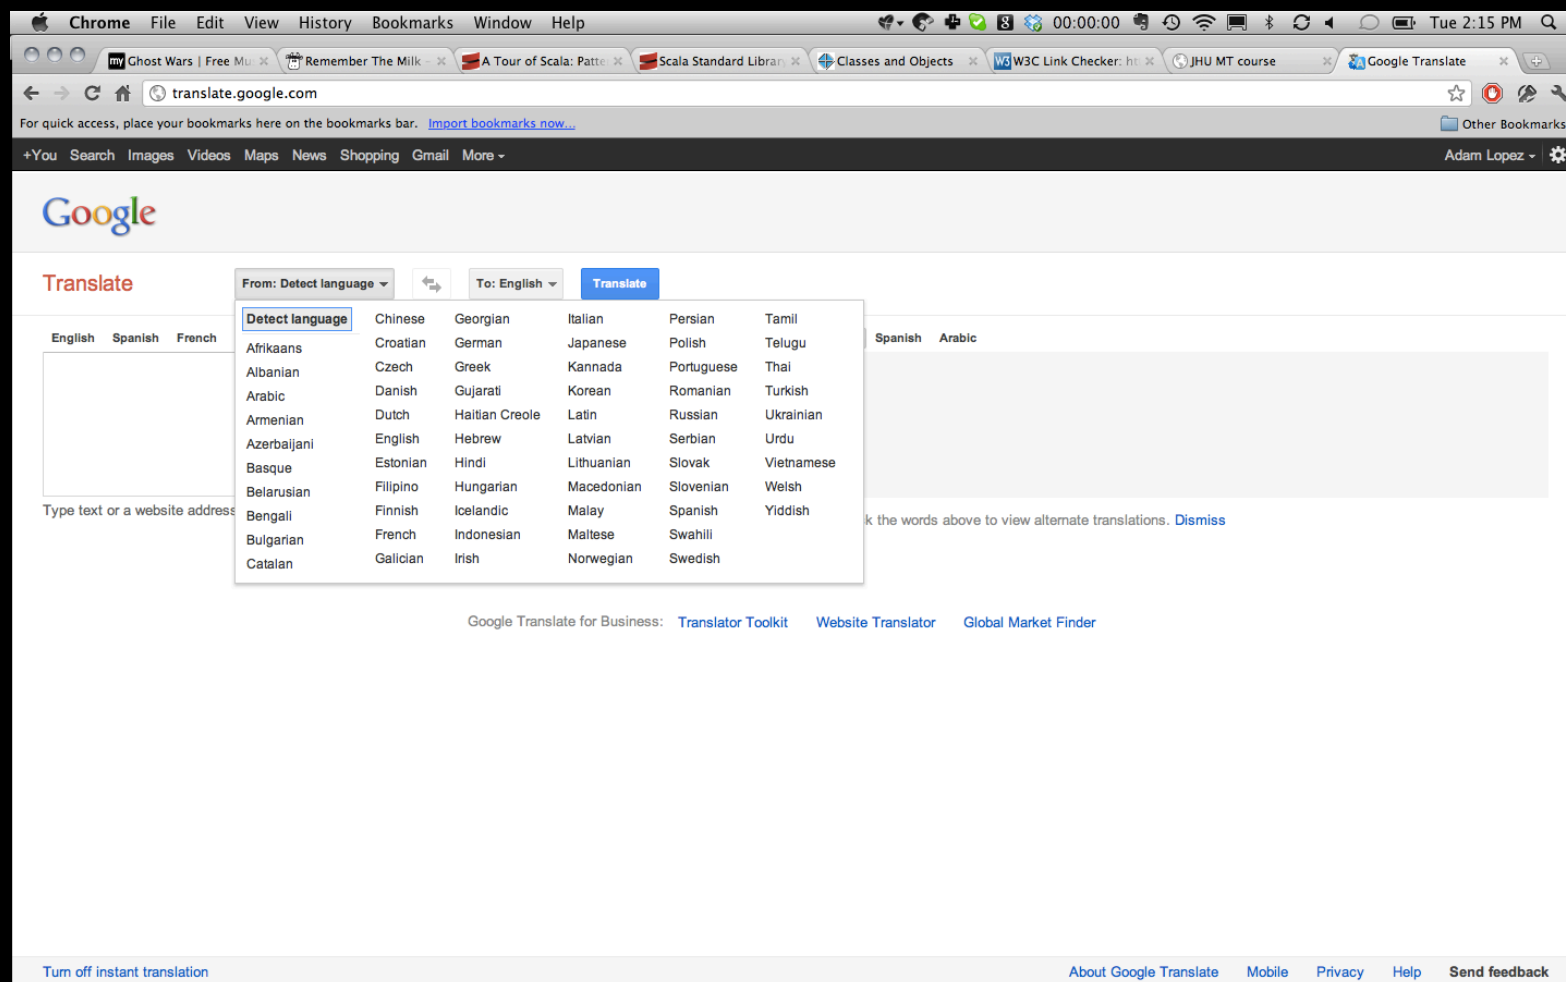 Chrome File Edit View History Bookmarks Window Help 00:00:00 Tue 2:15 PM
my Ghost Wars | Free Mu Remember The Milk - A Tour of Scala: Patte Scala Standard Librar Classes and Objects W3 W3C Link Checker: ht JHU MT course Google Translate
translate.google.com
For quick access, place your bookmarks here on the bookmarks bar. Import bookmarks now... Other Bookmarks
+You Search Images Videos Maps News Shopping Gmail More Adam Lopez
Google
Translate From: Detect language To: English Translate
Detect language Chinese Georgian Italian Persian Tamil
English Spanish French Afrikaans Croatian German Japanese Polish Telugu Spanish Arabic
Albanian Czech Greek Kannada Portuguese Thai
Arabic Danish Gujarati Korean Romanian Turkish
Armenian Dutch Haitian Creole Latin Russian Ukrainian
Azerbaijani English Hebrew Latvian Serbian Urdu
Basque Estonian Hindi Lithuanian Slovak Vietnamese
Belarusian Filipino Hungarian Macedonian Slovenian Welsh
Type text or a website address Bengali Finnish Icelandic Malay Spanish Yiddish k the words above to view alternate translations. Dismiss
Bulgarian French Indonesian Maltese Swahili
Catalan Galician Irish Norwegian Swedish
Google Translate for Business: Translator Toolkit Website Translator Global Market Finder
Turn off instant translation About Google Translate Mobile Privacy Help Send feedback